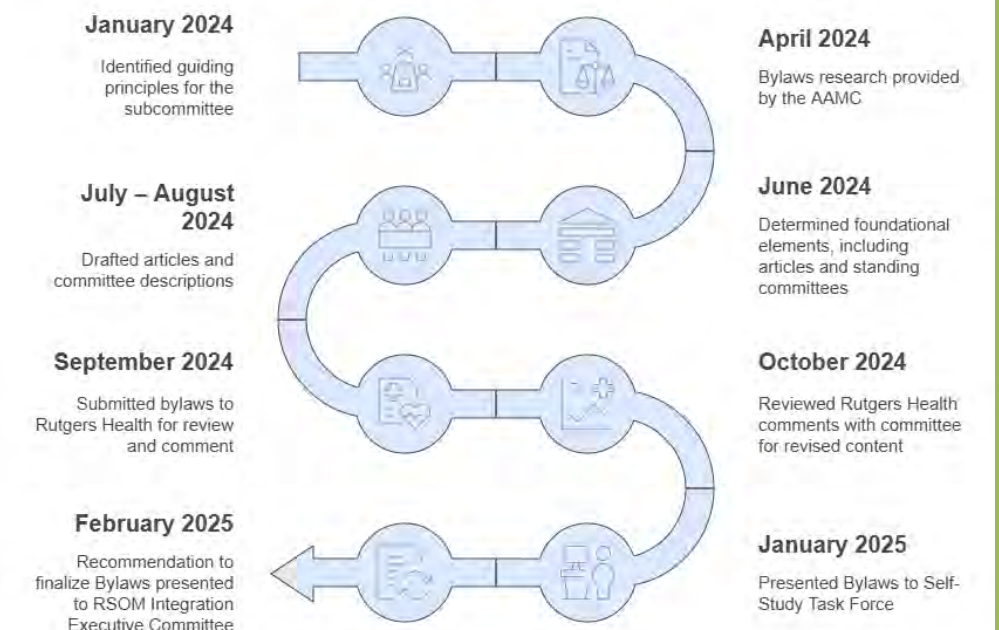 January 2024
Identified guiding
principles for the
subcommittee
April 2024
Bylaws research provided
by the AAMC
June 2024
Determined foundational
elements, including
articles and standing
committees
July – August
2024
Drafted articles and
committee descriptions
September 2024
Submitted bylaws to
Rutgers Health for review
and comment
October 2024
Reviewed Rutgers Health
comments with committee
for revised content
January 2025
Presented Bylaws to Self-
Study Task Force
February 2025
Recommendation to
finalize Bylaws presented
to RSOM Integration
Executive Committee